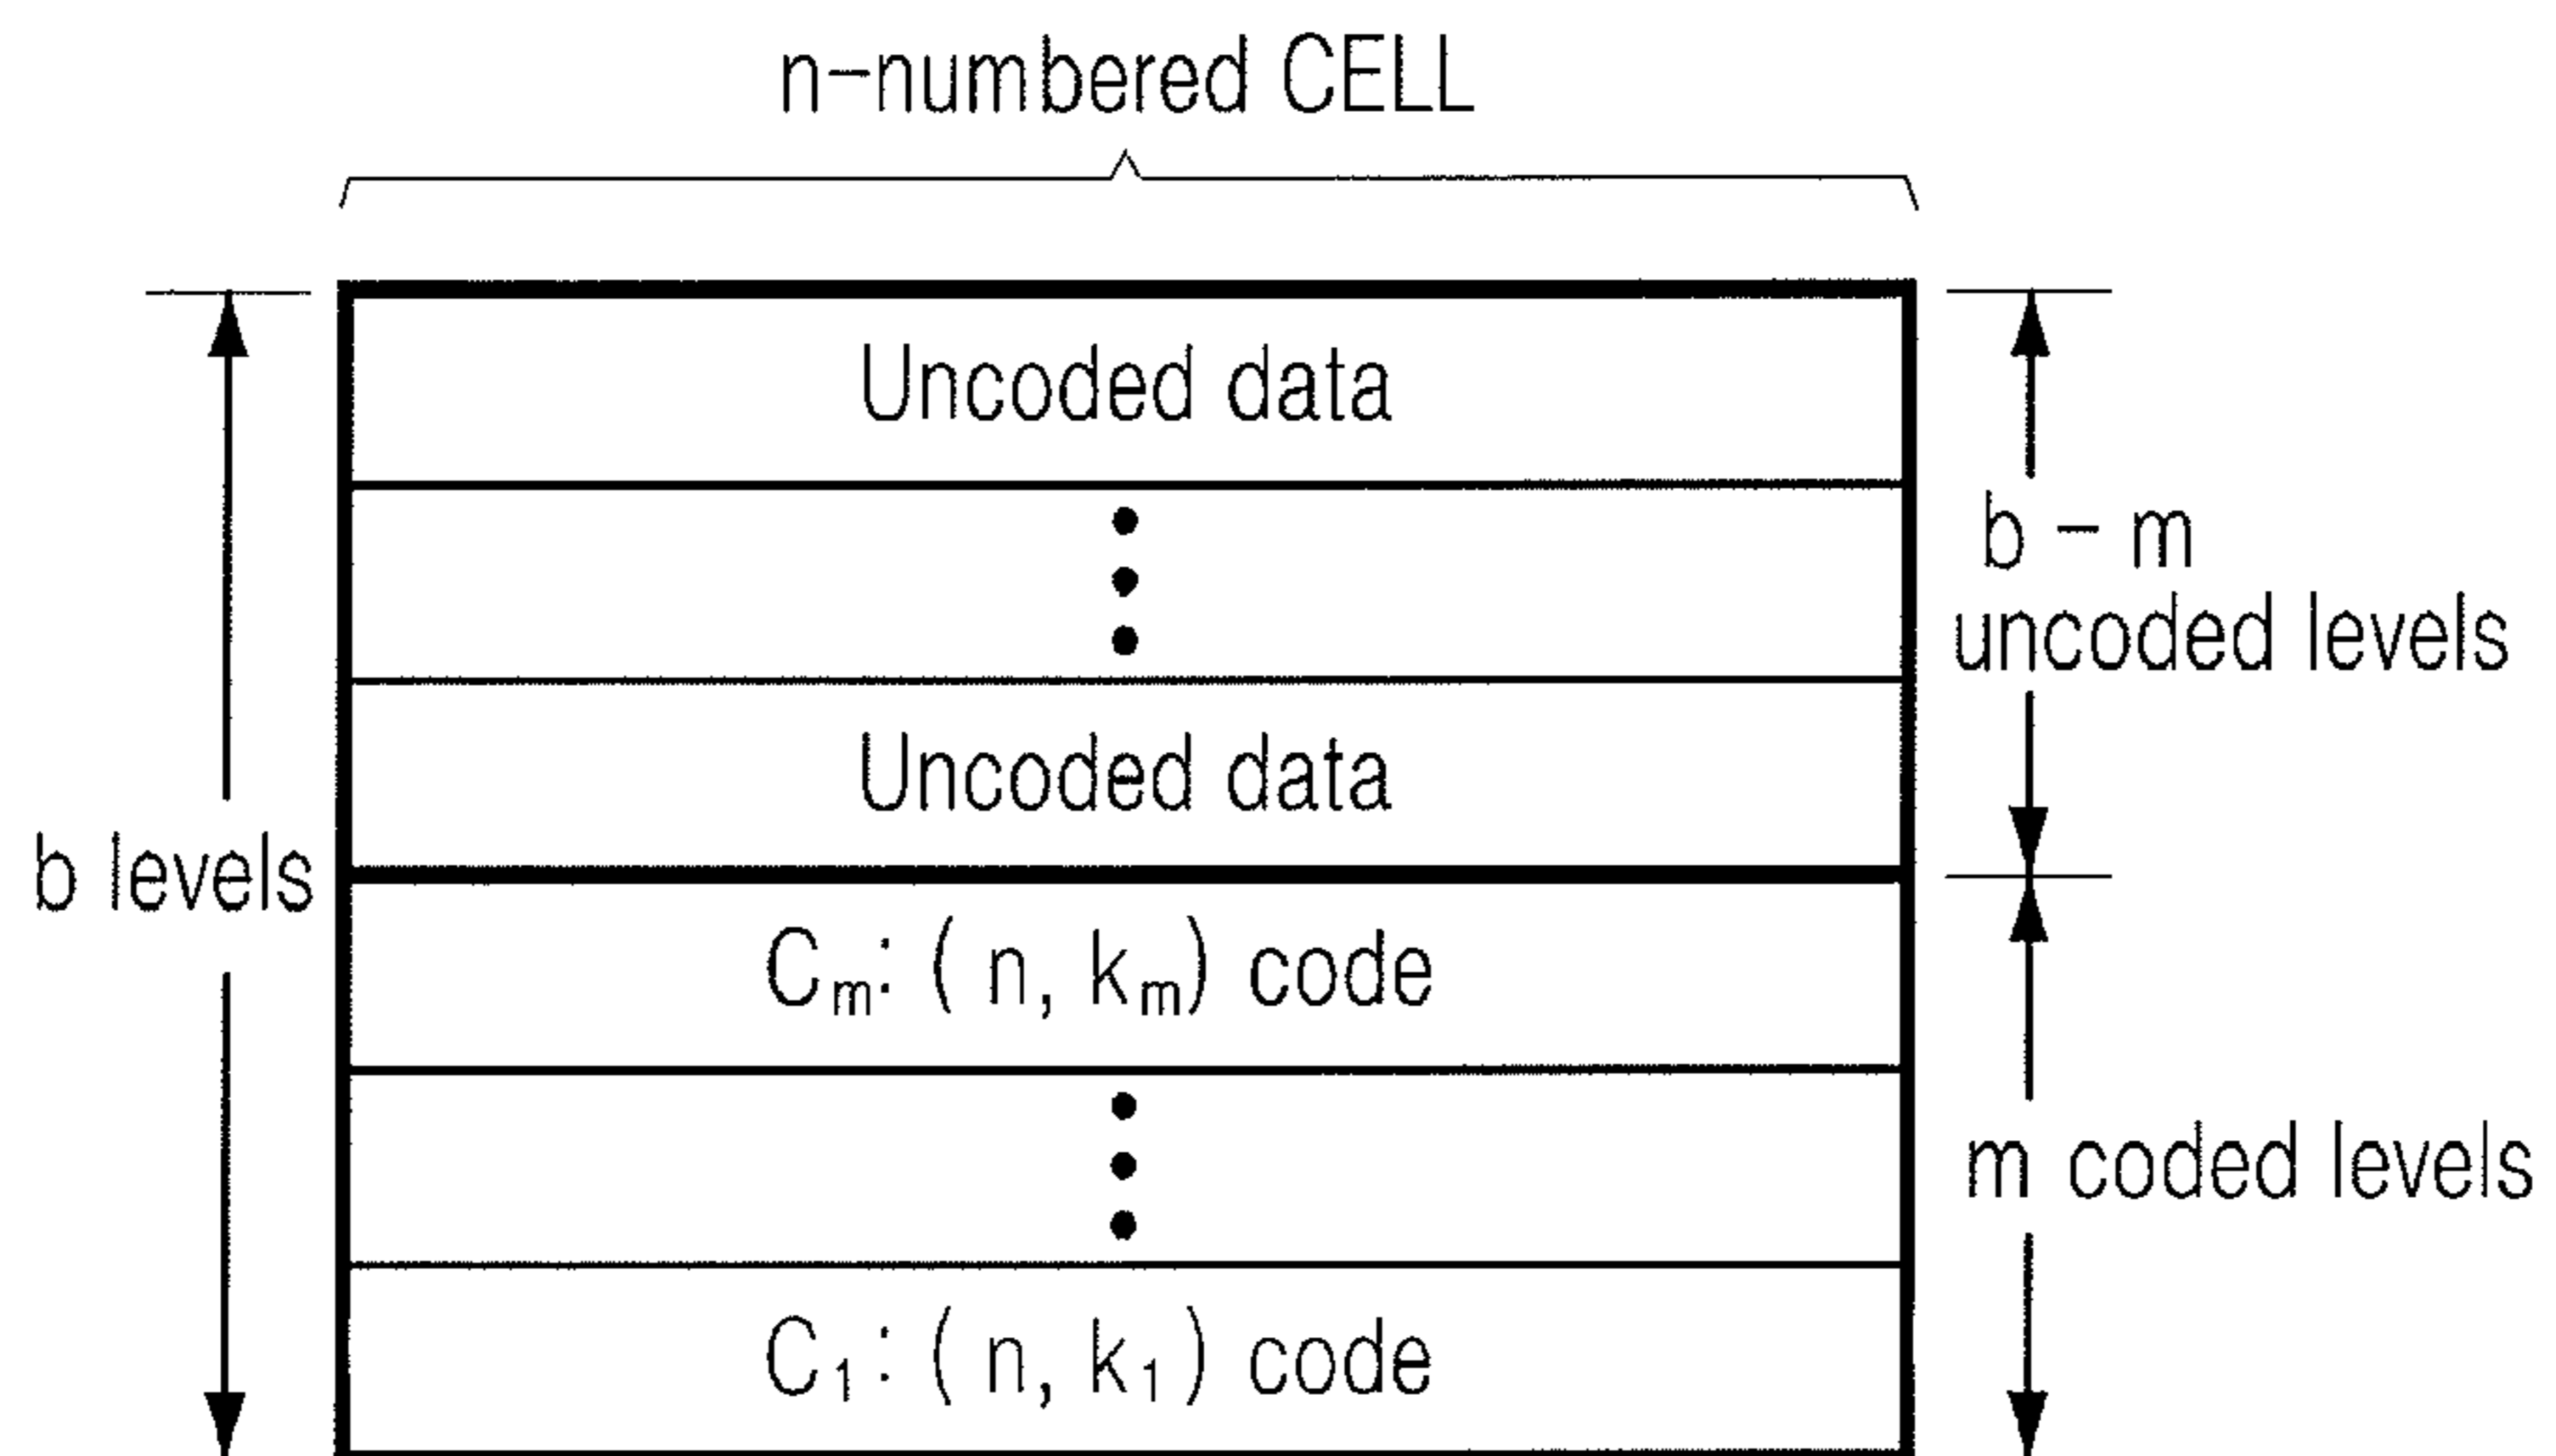 n-numbered CELL
Uncoded data
b - m
uncoded levels
Uncoded data
b levels
Cₘ: ( n, kₘ) code
m coded levels
C₁: ( n, k₁ ) code